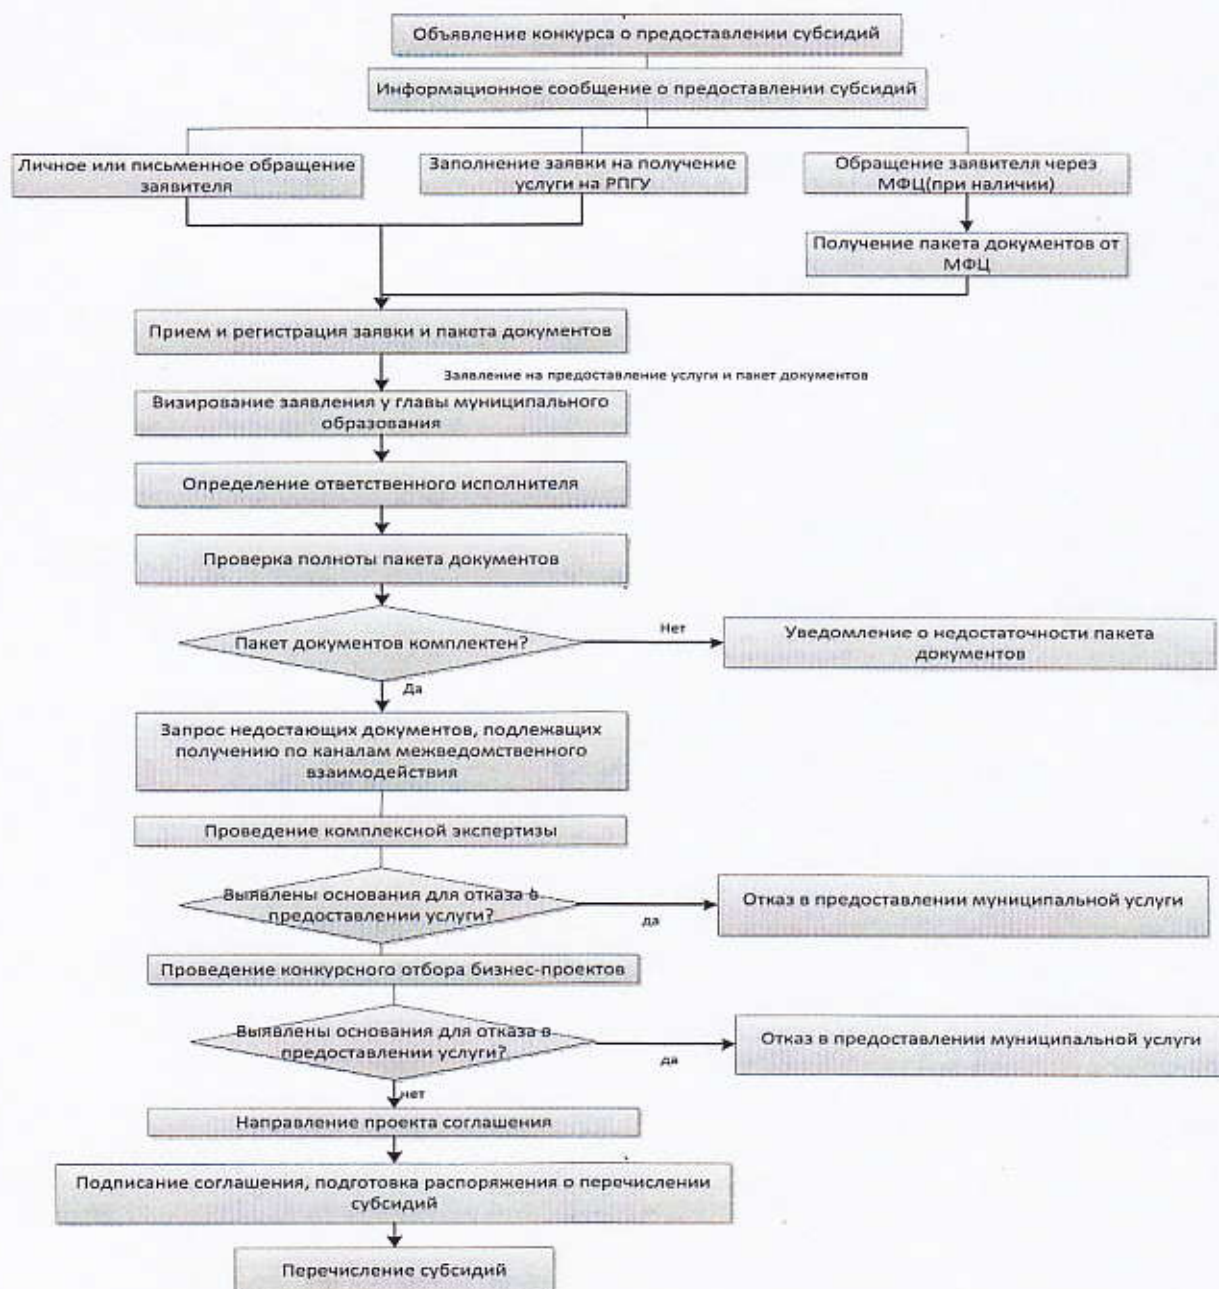 Объявление конкурса о предоставлении субсидий
Информационное сообщение о предоставлении субсидий
Личное или письменное обращение
заявителя
Заполнение заявки на получение
услуги на РПГУ
Обращение заявителя через
МФЦ(при наличии)
Получение пакета документов от
МФЦ
Прием и регистрация заявки и пакета документов
Заявление на предоставление услуги и пакет документов
Визирование заявления у главы муниципального
образования
Определение ответственного исполнителя
Проверка полноты пакета документов
Пакет документов комплектен?
Нет
Уведомление о недостаточности пакета
документов
Да
Запрос недостающих документов, подлежащих
получению по каналам межведомственного
взаимодействия
Проведение комплексной экспертизы
Выявлены основания для отказа в
предоставлении услуги?
да
Отказ в предоставлении муниципальной услуги
Проведение конкурсного отбора бизнес-проектов
Выявлены основания для отказа в
предоставлении услуги?
да
Отказ в предоставлении муниципальной услуги
нет
Направление проекта соглашения
Подписание соглашения, подготовка распоряжения о перечислении
субсидий
Перечисление субсидий